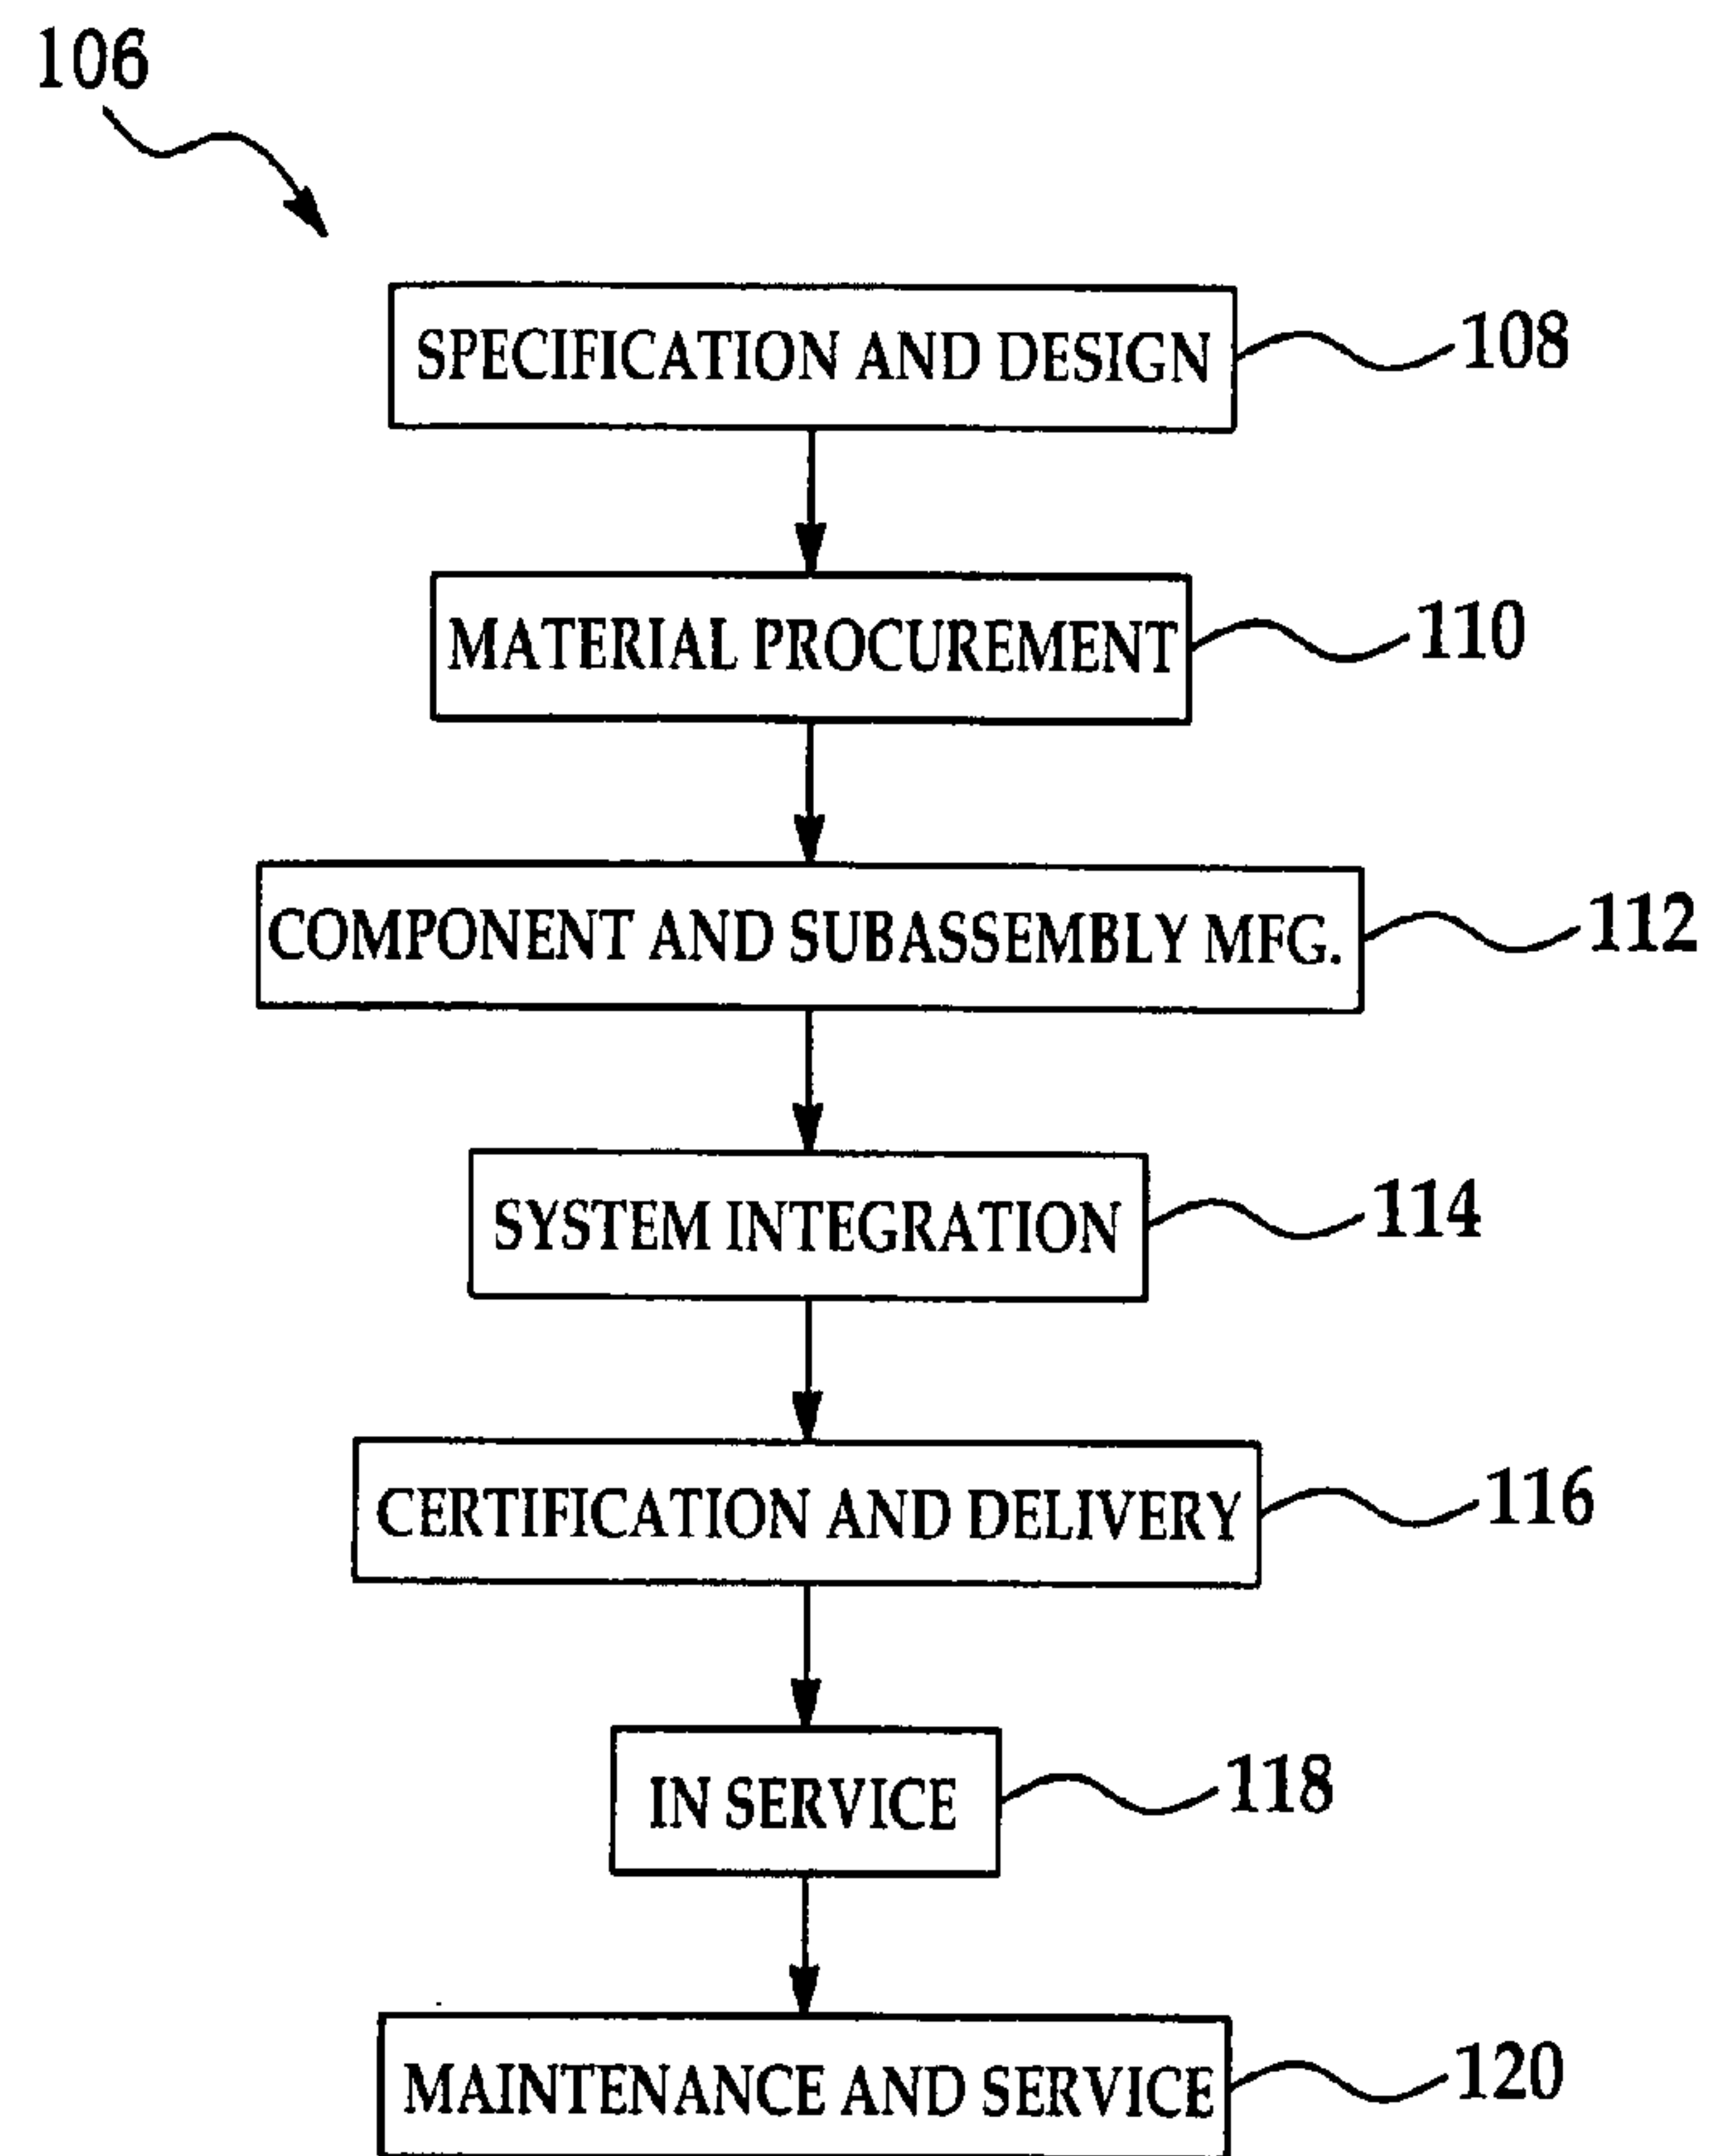 106
SPECIFICATION AND DESIGN 108
MATERIAL PROCUREMENT 110
COMPONENT AND SUBASSEMBLY MFG. 112
SYSTEM INTEGRATION 114
CERTIFICATION AND DELIVERY 116
IN SERVICE 118
MAINTENANCE AND SERVICE 120